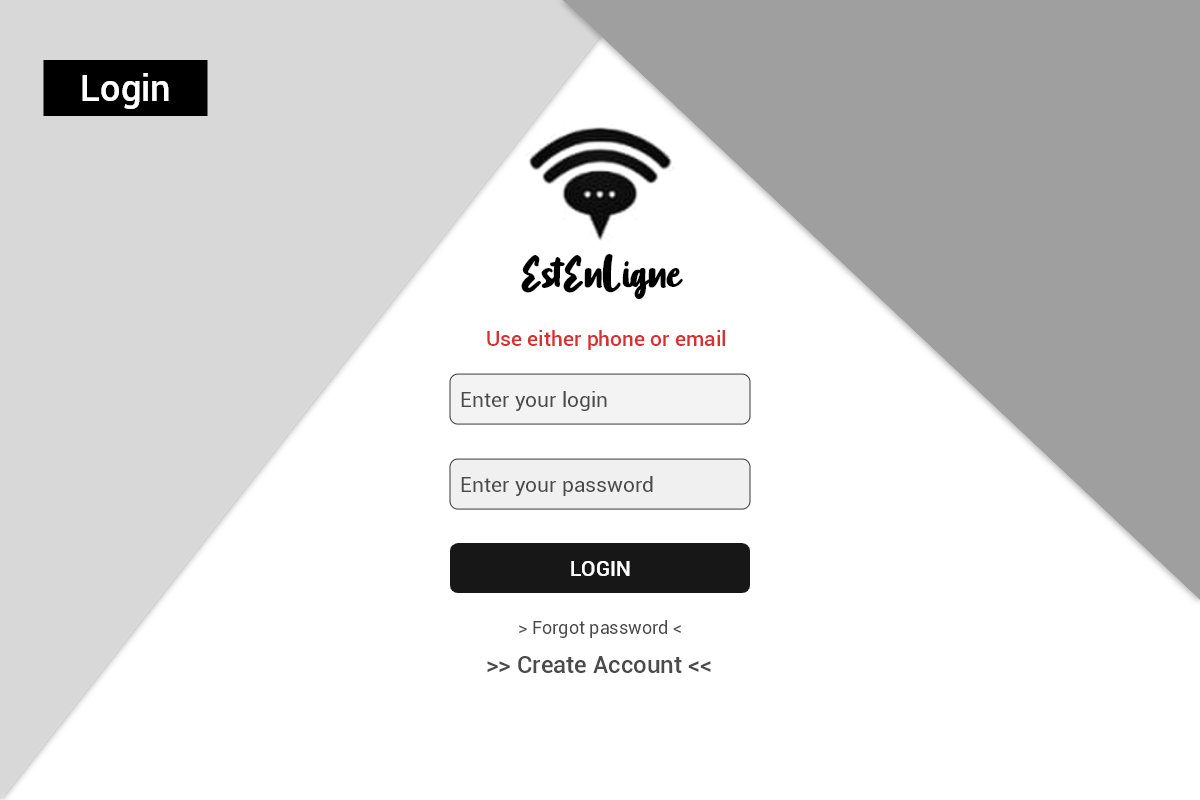 Login
EstEnLigne
Use either phone or email
Enter your login
Enter your password
LOGIN
> Forgot password <
>> Create Account <<